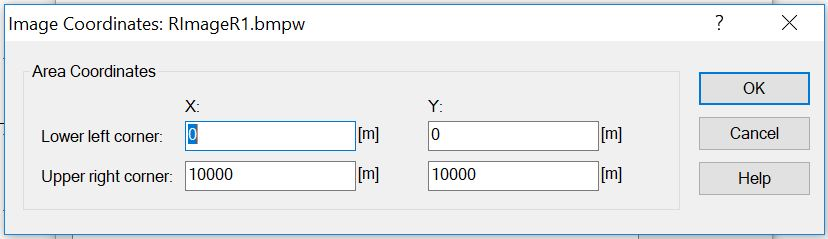 Image Coordinates: RImageR1.bmpw ?
Area Coordinates
X: Y:
Lower left corner: 0 [m] 0 [m]
Upper right corner: 10000 [m] 10000 [m]
OK
Cancel
Help